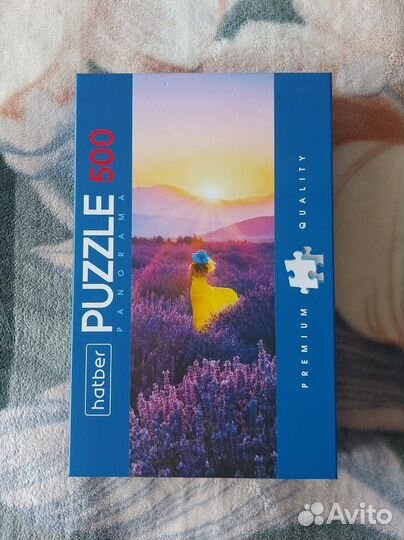 hatber
PUZZLE 500
PANORAMA
PREMIUM QUALITY
Avito